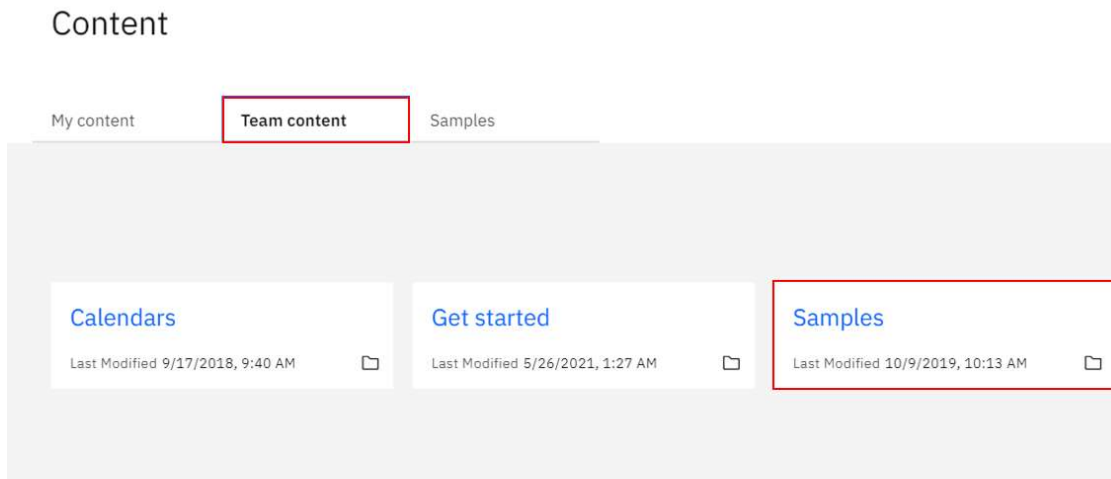 Content
My content Team content Samples
Calendars Get started Samples
Last Modified 9/17/2018, 9:40 AM Last Modified 5/26/2021, 1:27 AM Last Modified 10/9/2019, 10:13 AM